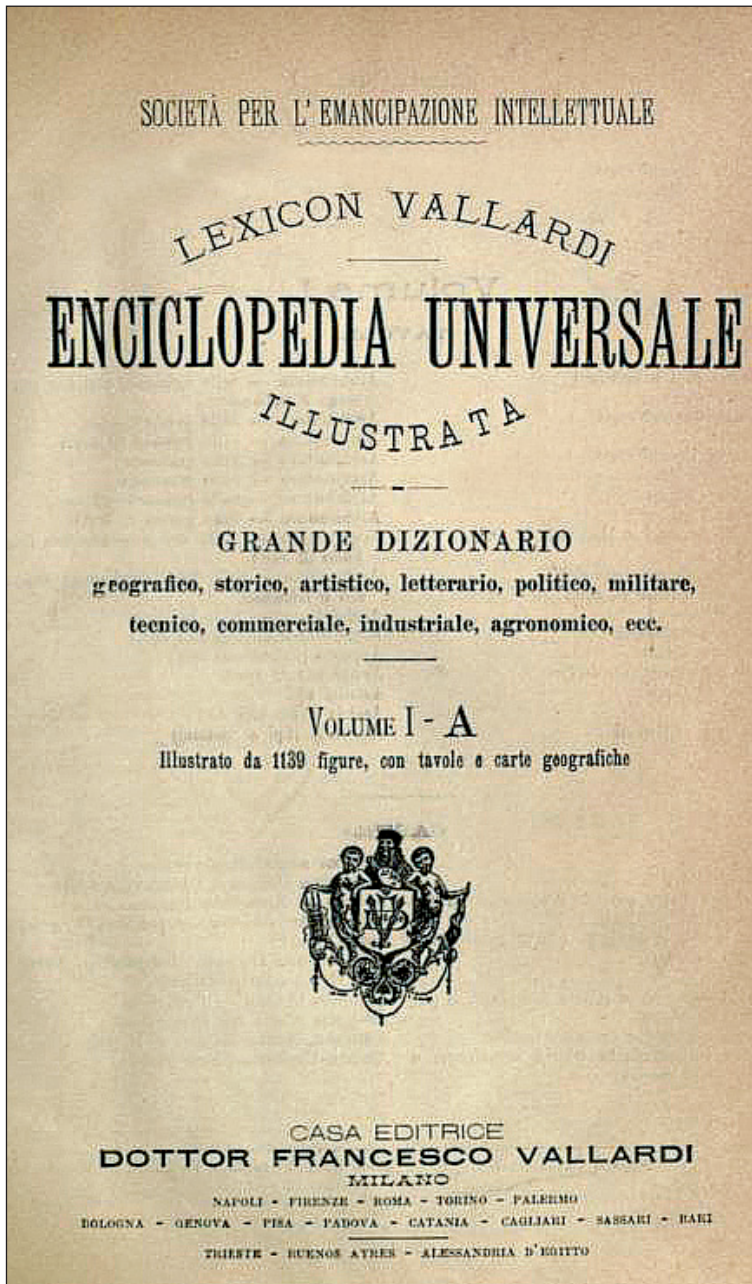 SOCIETÀ PER L'EMANCIPAZIONE INTELLETTUALE
LEXICON VALLARDI
ENCICLOPEDIA UNIVERSALE
ILLUSTRATA
GRANDE DIZIONARIO
geografico, storico, artistico, letterario, politico, militare,
tecnico, commerciale, industriale, agronomico, ecc.
VOLUME I - A
Illustrato da 1139 figure, con tavole e carte geografiche
CASA EDITRICE
DOTTOR FRANCESCO VALLARDI
MILANO
NAPOLI - FIRENZE - ROMA - TORINO - PALERMO
BOLOGNA - GENOVA - PISA - PADOVA - CATANIA - CAGLIARI - SASSARI - BARI
TRIESTE - BUENOS AYRES - ALESSANDRIA D'EGITTO